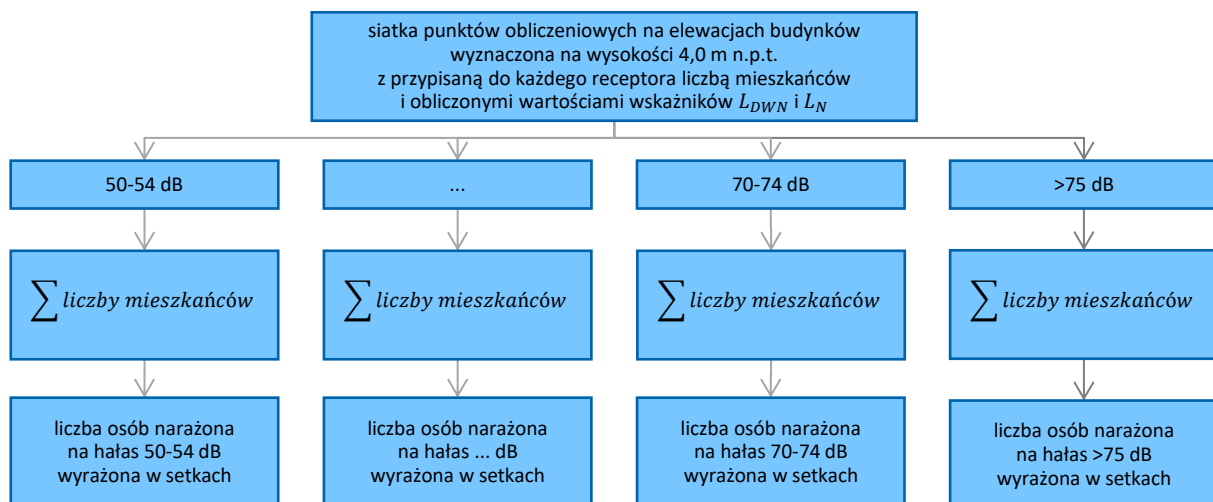 siatka punktów obliczeniowych na elewacjach budynków
wyznaczona na wysokości 4,0 m n.p.t.
z przypisaną do każdego receptora liczbą mieszkańców
i obliczonymi wartościami wskaźników L_DWN i L_N
50-54 dB
...
70-74 dB
>75 dB
∑ liczby mieszkańców
∑ liczby mieszkańców
∑ liczby mieszkańców
∑ liczby mieszkańców
liczba osób narażona
na hałas 50-54 dB
wyrażona w setkach
liczba osób narażona
na hałas ... dB
wyrażona w setkach
liczba osób narażona
na hałas 70-74 dB
wyrażona w setkach
liczba osób narażona
na hałas >75 dB
wyrażona w setkach